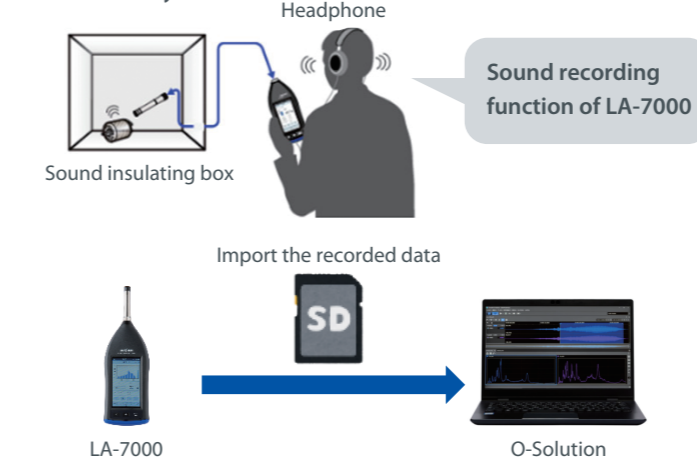 Headphone
Sound recording
function of LA-7000
Sound insulating box
Import the recorded data
SD
LA-7000
O-Solution